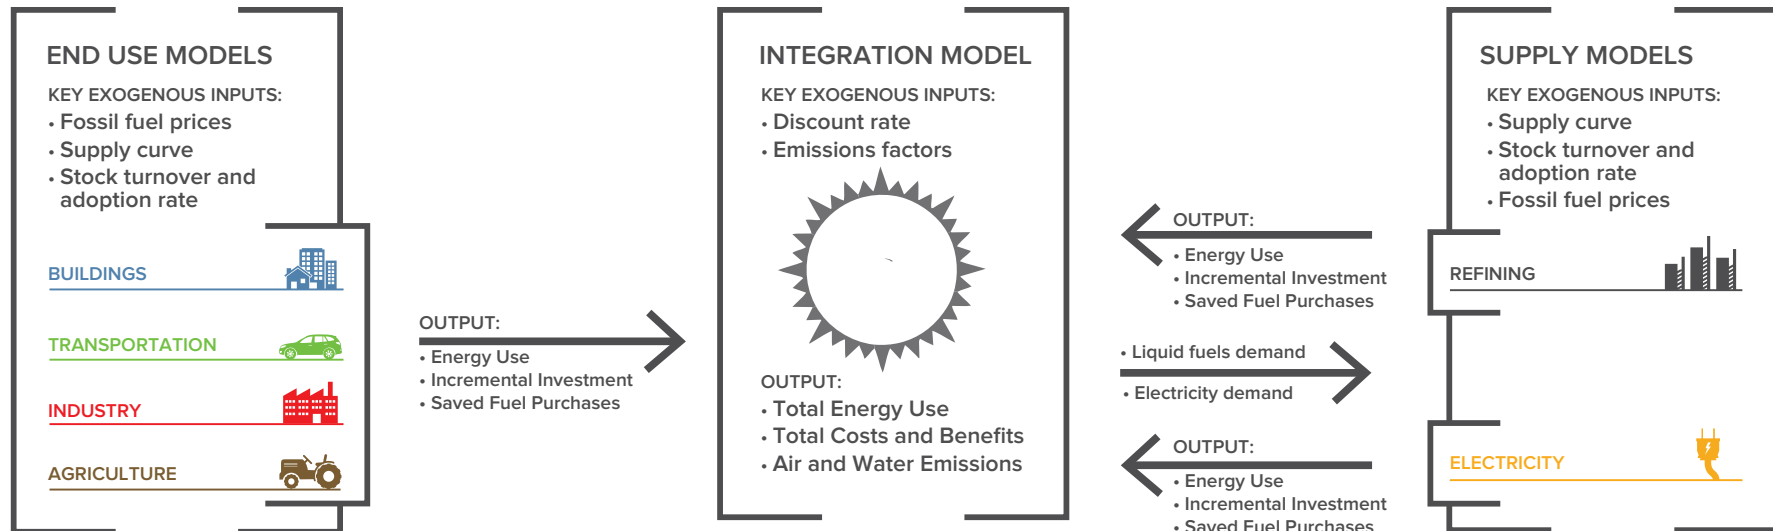 END USE MODELS
KEY EXOGENOUS INPUTS:
• Fossil fuel prices
• Supply curve
• Stock turnover and
adoption rate
BUILDINGS
TRANSPORTATION
INDUSTRY
AGRICULTURE
OUTPUT:
• Energy Use
• Incremental Investment
• Saved Fuel Purchases
INTEGRATION MODEL
KEY EXOGENOUS INPUTS:
• Discount rate
• Emissions factors
OUTPUT:
• Total Energy Use
• Total Costs and Benefits
• Air and Water Emissions
OUTPUT:
• Energy Use
• Incremental Investment
• Saved Fuel Purchases
• Liquid fuels demand
• Electricity demand
OUTPUT:
• Energy Use
• Incremental Investment
• Saved Fuel Purchases
SUPPLY MODELS
KEY EXOGENOUS INPUTS:
• Supply curve
• Stock turnover and
adoption rate
• Fossil fuel prices
REFINING
ELECTRICITY